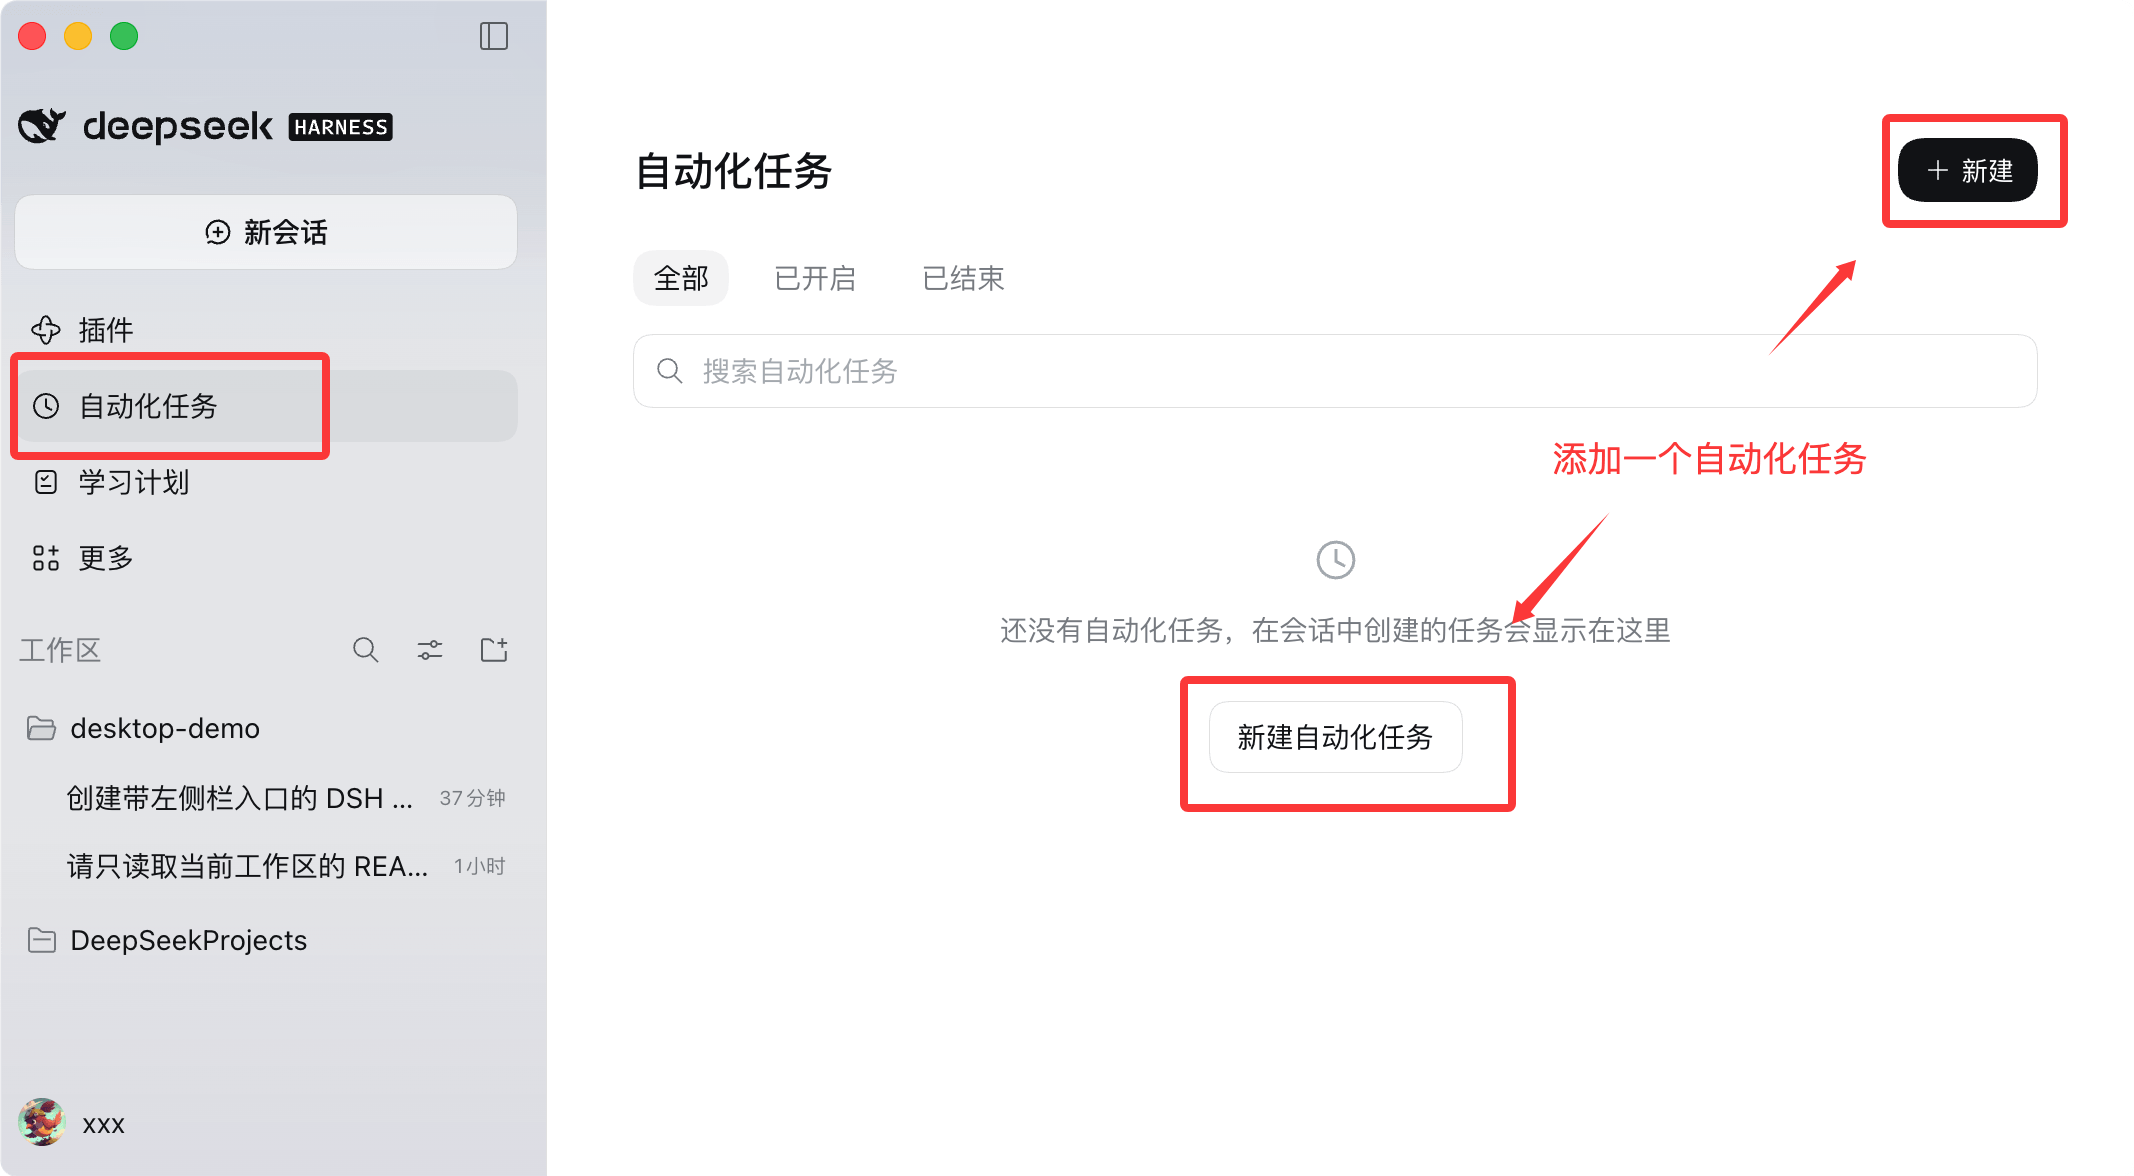 deepseek HARNESS
新会话
插件
自动化任务
学习计划
更多
工作区
desktop-demo
创建带左侧栏入口的 DSH ... 37 分钟
请只读取当前工作区的 REA... 1 小时
DeepSeekProjects
xxx
自动化任务
+ 新建
全部 已开启 已结束
搜索自动化任务
添加一个自动化任务
还没有自动化任务，在会话中创建的任务会显示在这里
新建自动化任务